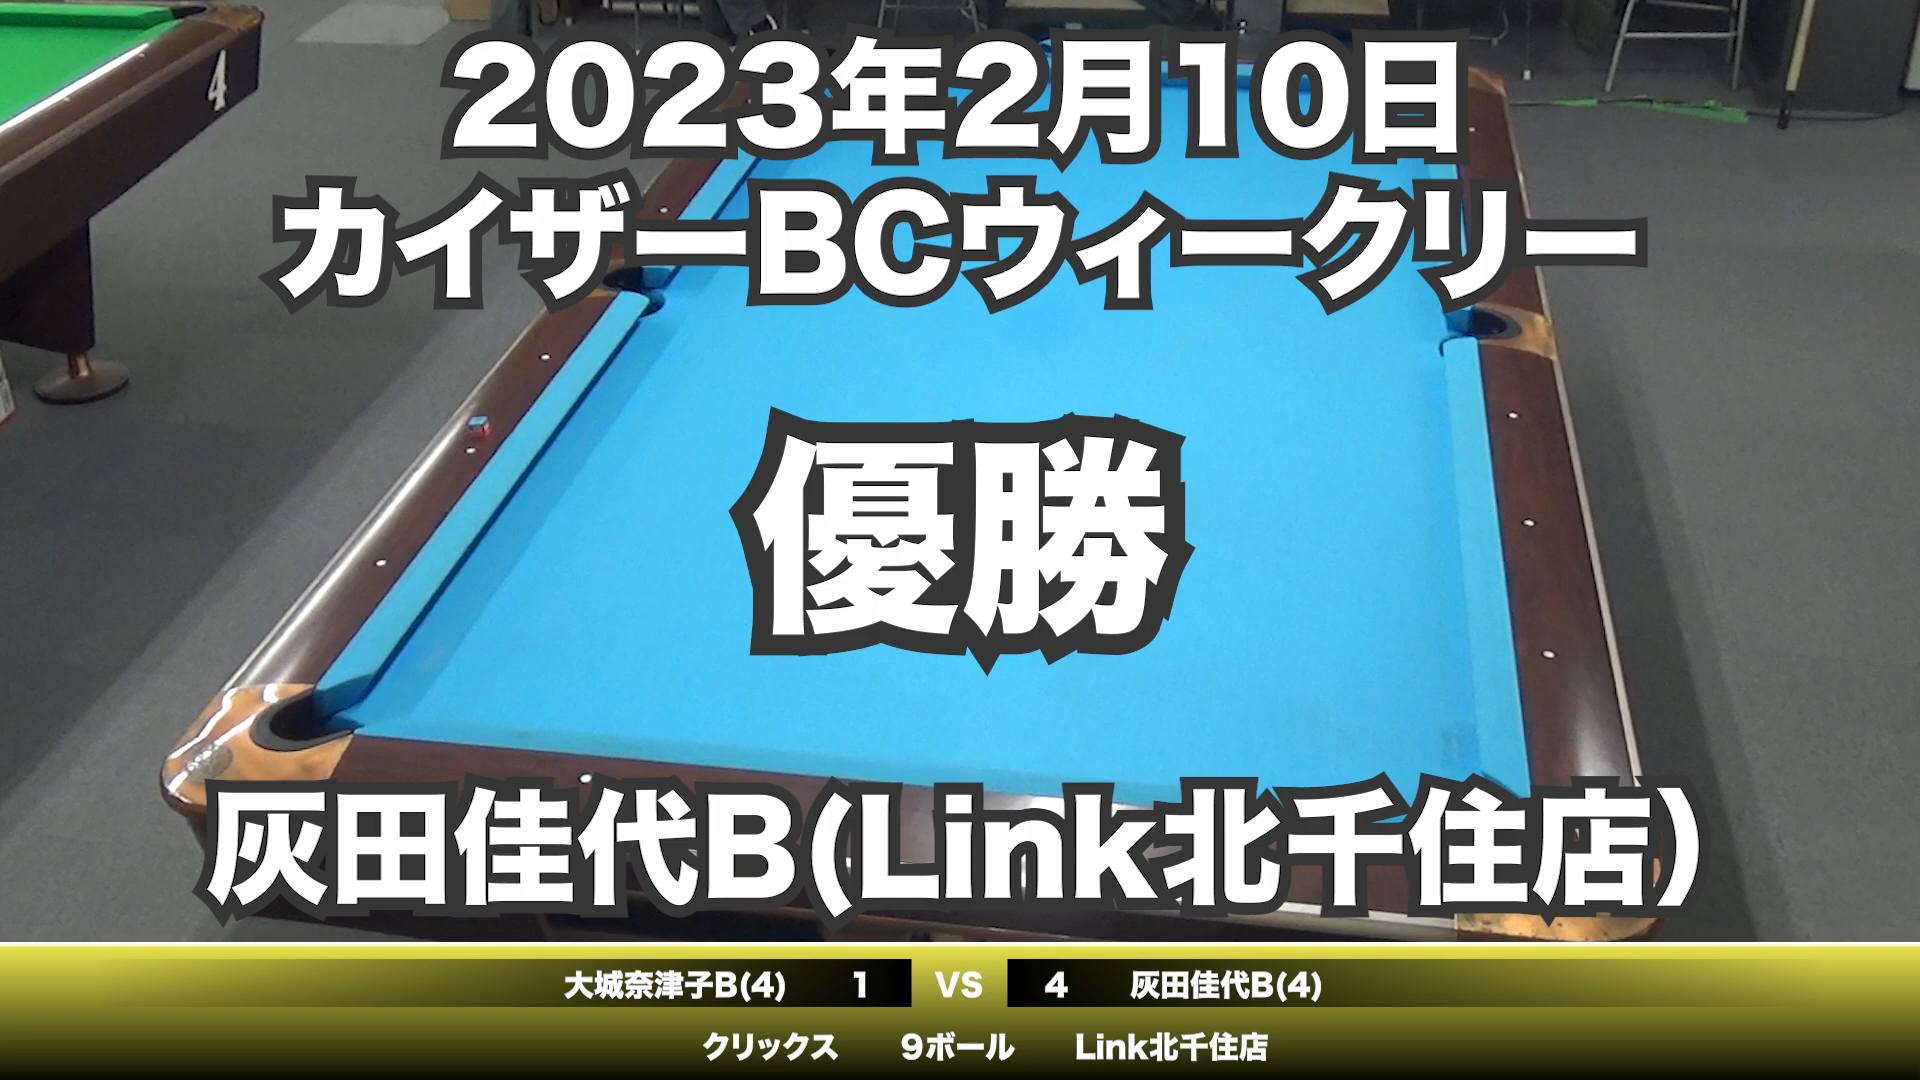 4
2023年2月10日
カイザーBCウィークリー
優勝
灰田佳代B(Link北千住店)
大城奈津子B(4) 1 VS 4 灰田佳代B(4)
クリックス 9ボール Link北千住店